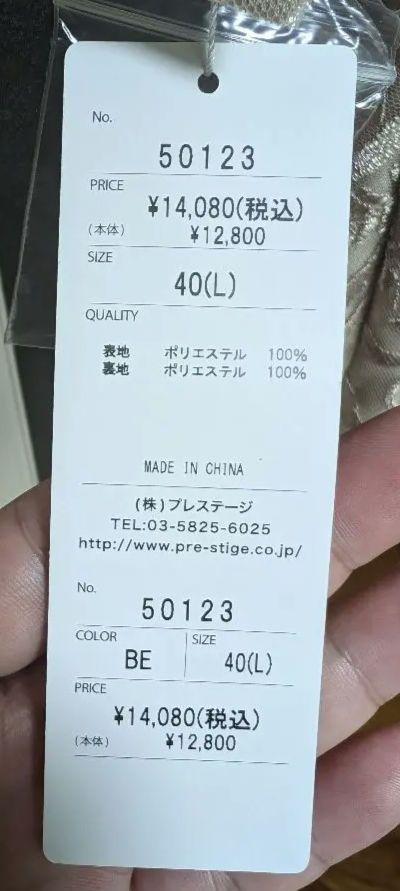 No.
50123
PRICE
¥14,080(税込)
(本体) ¥12,800
SIZE
40(L)
QUALITY
表地 ポリエステル 100%
裏地 ポリエステル 100%
MADE IN CHINA
(株)プレステージ
TEL:03-5825-6025
http://www.pre-stige.co.jp/
No.
50123
COLOR SIZE
BE 40(L)
PRICE
¥14,080(税込)
(本体) ¥12,800